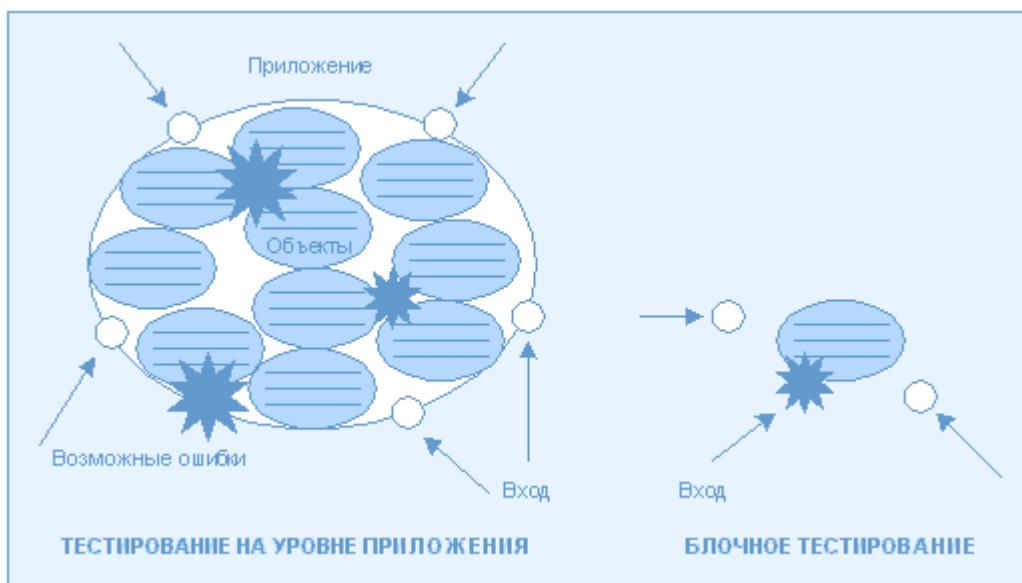 Приложение
Объекты
Возможные ошибки
Вход
Вход
ТЕСТИРОВАНИЕ НА УРОВНЕ ПРИЛОЖЕНИЯ
БЛОЧНОЕ ТЕСТИРОВАНИЕ